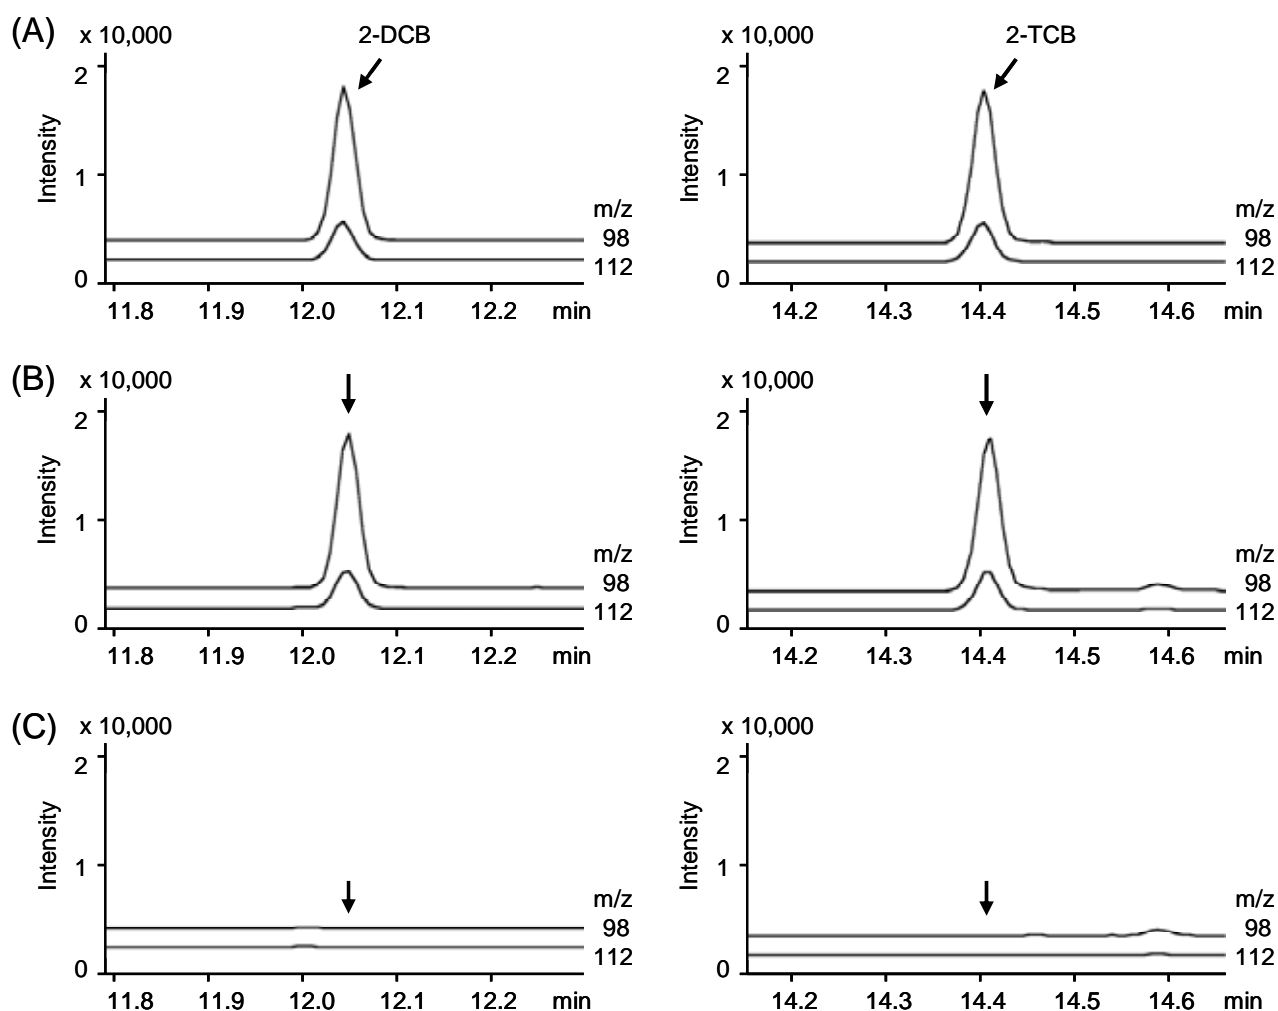 (A) x 10,000 2-DCB
2
Intensity
1
m/z
98
112
0
11.8 11.9 12.0 12.1 12.2 min
x 10,000 2-TCB
2
Intensity
1
m/z
98
112
0
14.2 14.3 14.4 14.5 14.6 min
(B) x 10,000
2
Intensity
1
m/z
98
112
0
11.8 11.9 12.0 12.1 12.2 min
x 10,000
2
Intensity
1
m/z
98
112
0
14.2 14.3 14.4 14.5 14.6 min
(C) x 10,000
2
Intensity
1
m/z
98
112
0
11.8 11.9 12.0 12.1 12.2 min
x 10,000
2
Intensity
1
m/z
98
112
0
14.2 14.3 14.4 14.5 14.6 min